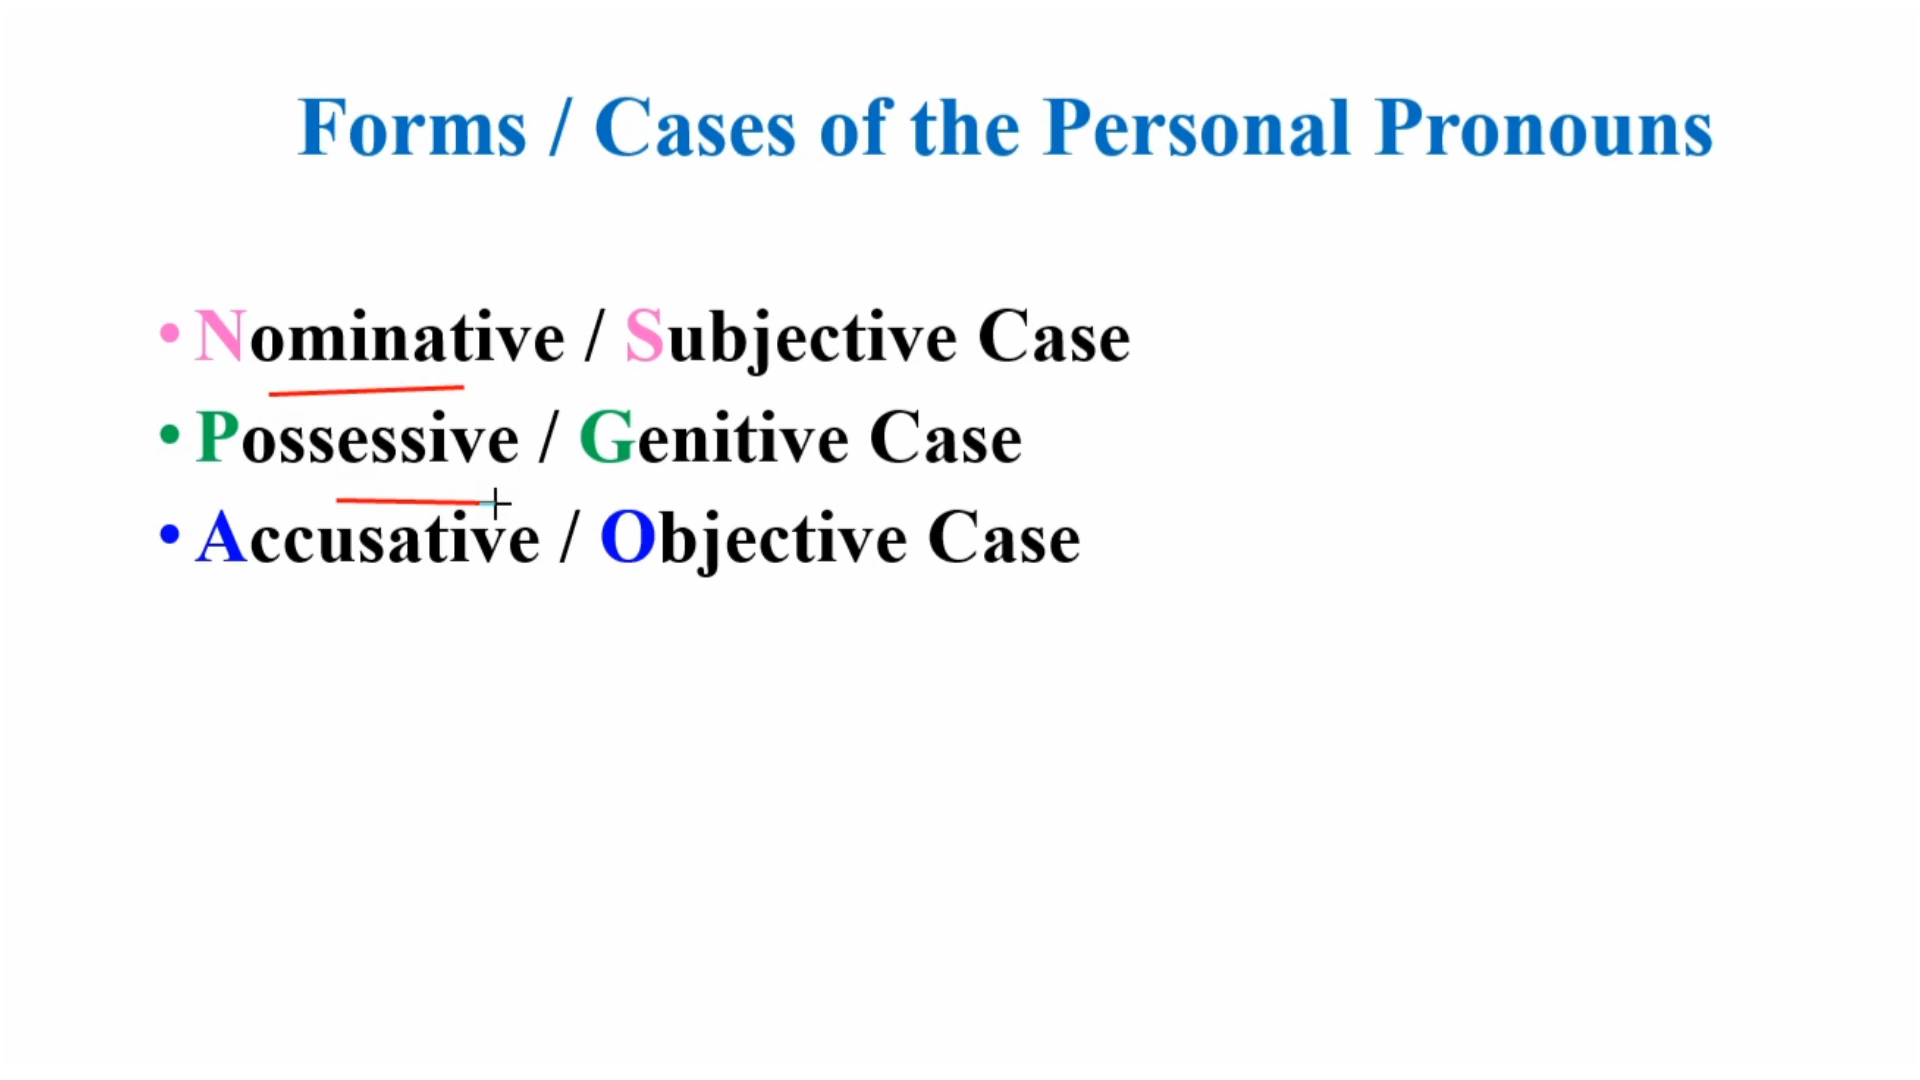 Forms / Cases of the Personal Pronouns
• Nominative / Subjective Case
• Possessive / Genitive Case
• Accusative / Objective Case